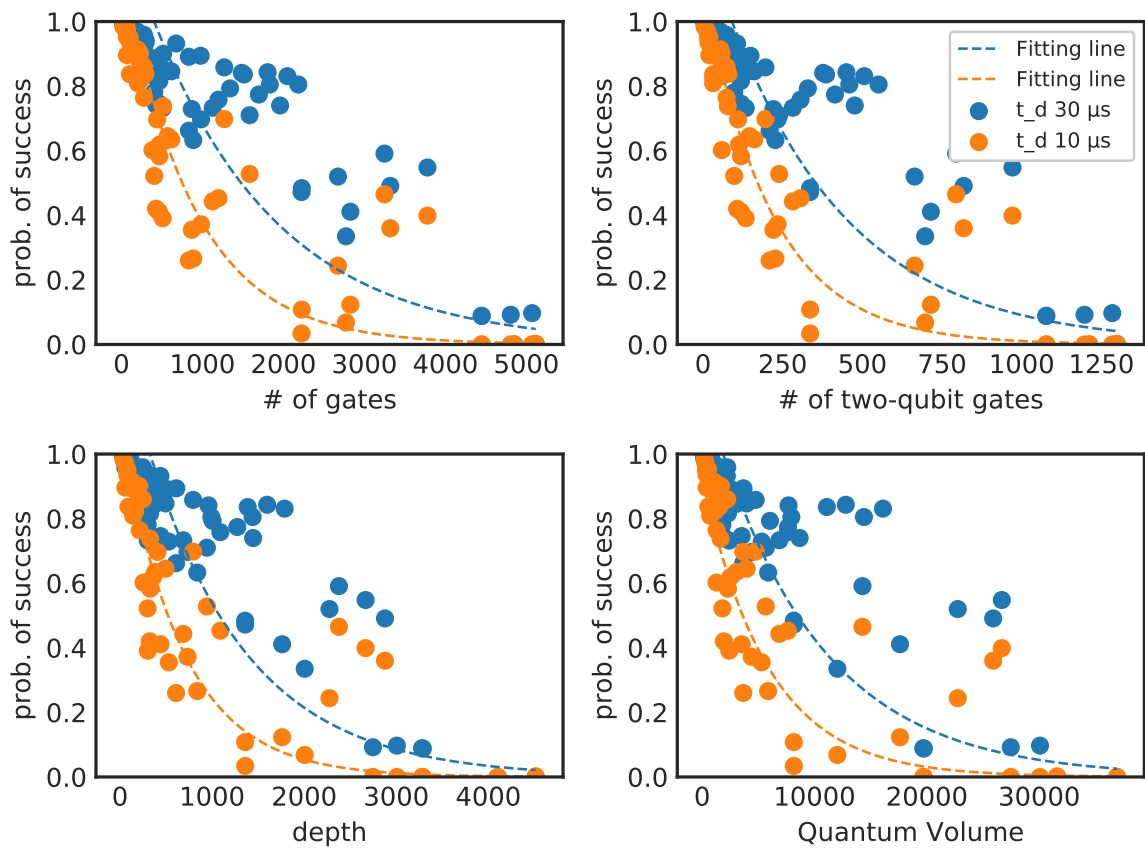 1.0
0.8
0.6
0.4
0.2
0.0
prob. of success
0 1000 2000 3000 4000 5000
# of gates
1.0
0.8
0.6
0.4
0.2
0.0
prob. of success
0 250 500 750 1000 1250
# of two-qubit gates
Fitting line
Fitting line
t_d 30 μs
t_d 10 μs
1.0
0.8
0.6
0.4
0.2
0.0
prob. of success
0 1000 2000 3000 4000
depth
1.0
0.8
0.6
0.4
0.2
0.0
prob. of success
0 10000 20000 30000
Quantum Volume